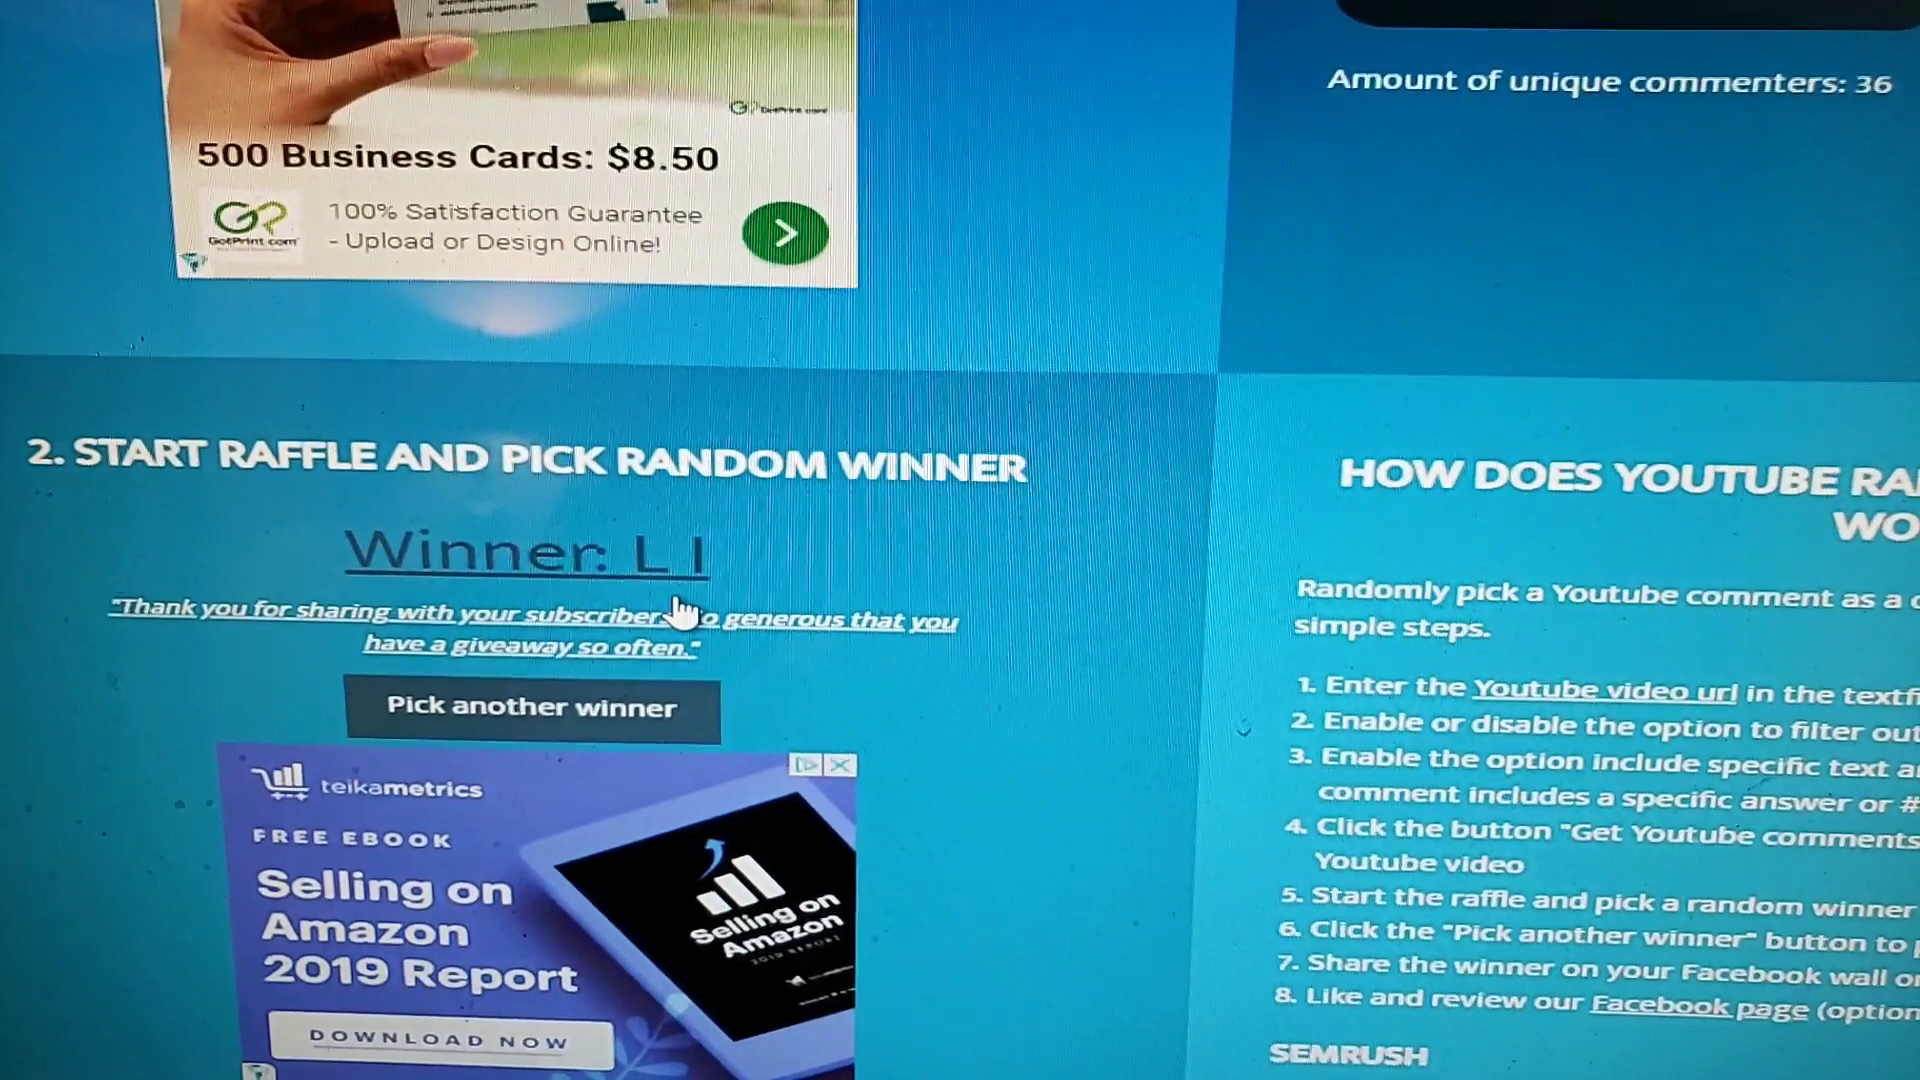 500 Business Cards: $8.50
GotPrint.com
100% Satisfaction Guarantee
- Upload or Design Online!
Amount of unique commenters: 36
2. START RAFFLE AND PICK RANDOM WINNER
Winner: L I
"Thank you for sharing with your subscribers o generous that you
have a giveaway so often."
Pick another winner
teikametrics
FREE EBOOK
Selling on
Amazon
2019 Report
DOWNLOAD NOW
Selling on
Amazon
2019 REPORT
HOW DOES YOUTUBE RA
WO
Randomly pick a Youtube comment as a
simple steps.
1. Enter the Youtube video url in the textfi
2. Enable or disable the option to filter out
3. Enable the option include specific text a
comment includes a specific answer or #
4. Click the button "Get Youtube comments
Youtube video
5. Start the raffle and pick a random winner
6. Click the "Pick another winner" button to
7. Share the winner on your Facebook wall o
8. Like and review our Facebook page (option
SEMRUSH